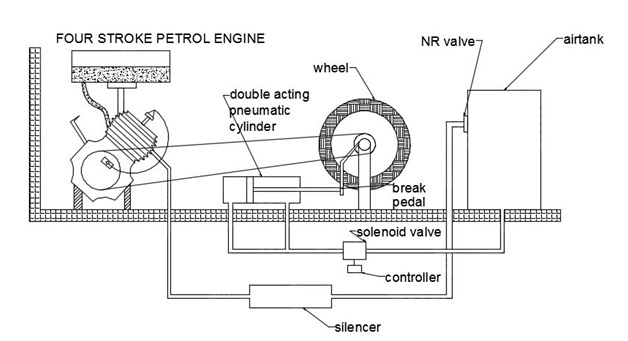 FOUR STROKE PETROL ENGINE
NR valve
airtank
wheel
double acting
pneumatic
cylinder
break
pedal
solenoid valve
controller
silencer